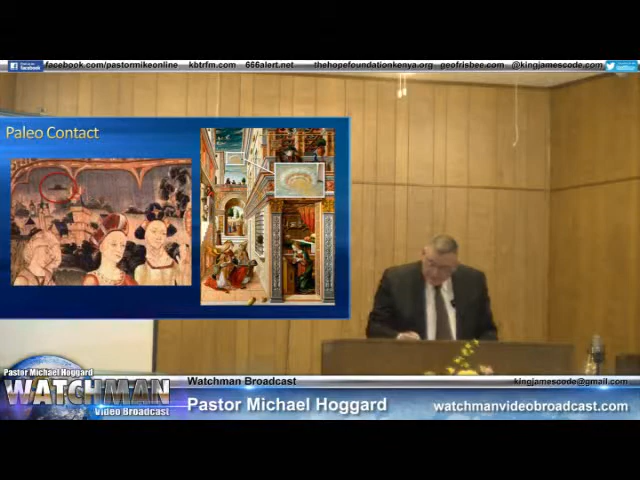 facebook.com/pastormikeonline kbtrfm.com 666alert.net thehopefoundationkenya.org geofrisbee.com @kingjamescode.com
Paleo Contact
Pastor Michael Hoggard
WATCHMAN
Video Broadcast
Watchman Broadcast kingjamescode@gmail.com
Pastor Michael Hoggard watchmanvideobroadcast.com